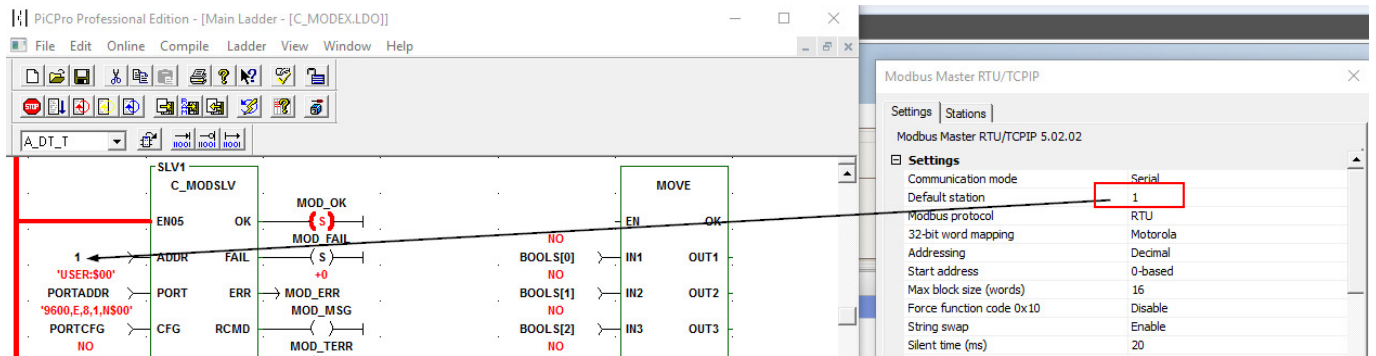 PiCPro Professional Edition - [Main Ladder - [C_MODEX.LDO]]
File Edit Online Compile Ladder View Window Help
A_DT_T
SLV1
C_MODSLV
MOVE
MOD_OK
EN05 OK
( S )
EN OK
MOD_FAIL
NO
1
ADDR FAIL
( S )
BOOLS[0]
IN1 OUT1
'USER:$00'
+0
NO
PORTADDR
PORT ERR
MOD_ERR
BOOLS[1]
IN2 OUT2
'9600,E,8,1,N$00'
MOD_MSG
NO
PORTCFG
CFG RCMD
( )
BOOLS[2]
IN3 OUT3
NO
MOD_TERR
NO
Modbus Master RTU/TCPIP
Settings Stations
Modbus Master RTU/TCPIP 5.02.02
Settings
Communication mode Serial
Default station 1
Modbus protocol RTU
32-bit word mapping Motorola
Addressing Decimal
Start address 0-based
Max block size (words) 16
Force function code 0x10 Disable
String swap Enable
Silent time (ms) 20